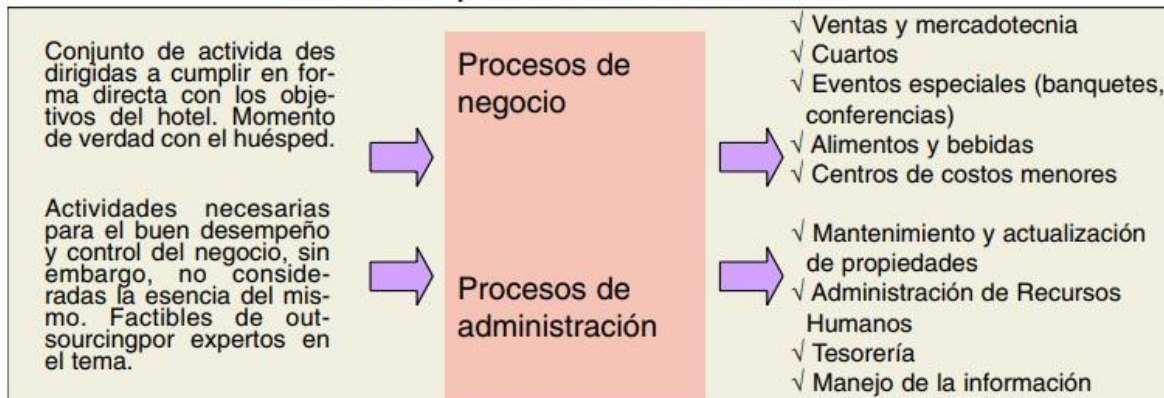 Conjunto de activida des
dirigidas a cumplir en for-
ma directa con los obje-
tivos del hotel. Momento
de verdad con el huésped.
Procesos de
negocio
√ Ventas y mercadotecnia
√ Cuartos
√ Eventos especiales (banquetes,
conferencias)
√ Alimentos y bebidas
√ Centros de costos menores
Actividades necesarias
para el buen desempeño
y control del negocio, sin
embargo, no conside-
radas la esencia del mis-
mo. Factibles de out-
sourcingpor expertos en
el tema.
Procesos de
administración
√ Mantenimiento y actualización
de propiedades
√ Administración de Recursos
Humanos
√ Tesorería
√ Manejo de la información